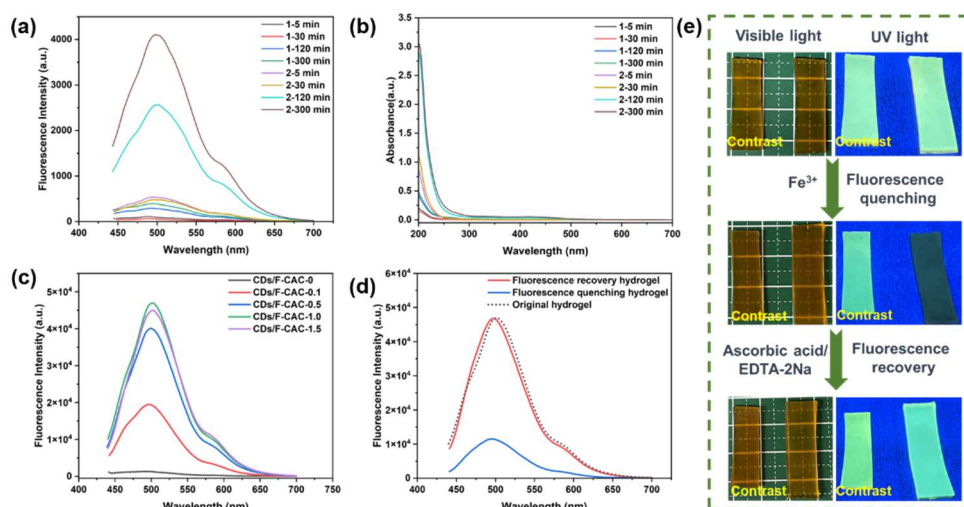 (a)
Fluorescence Intensity (a.u.)
4000
3000
2000
1000
0
400 450 500 550 600 650 700
Wavelength (nm)
1-5 min
1-30 min
1-120 min
1-300 min
2-5 min
2-30 min
2-120 min
2-300 min
(b)
Absorbance(a.u.)
3.5
3.0
2.5
2.0
1.5
1.0
0.5
0.0
200 300 400 500 600 700
Wavelength (nm)
1-5 min
1-30 min
1-120 min
1-300 min
2-5 min
2-30 min
2-120 min
2-300 min
(c)
Fluorescence Intensity (a.u.)
5×10⁴
4×10⁴
3×10⁴
2×10⁴
1×10⁴
0
400 450 500 550 600 650 700 750
Wavelength (nm)
CDs/F-CAC-0
CDs/F-CAC-0.1
CDs/F-CAC-0.5
CDs/F-CAC-1.0
CDs/F-CAC-1.5
(d)
Fluorescence Intensity (a.u.)
6×10⁴
5×10⁴
4×10⁴
3×10⁴
2×10⁴
1×10⁴
0
400 450 500 550 600 650 700
Wavelength (nm)
Fluorescence recovery hydrogel
Fluorescence quenching hydrogel
Original hydrogel
(e)
Visible light UV light
Contrast Contrast
Fe³⁺ Fluorescence
quenching
Contrast Contrast
Ascorbic acid/ Fluorescence
EDTA-2Na recovery
Contrast Contrast